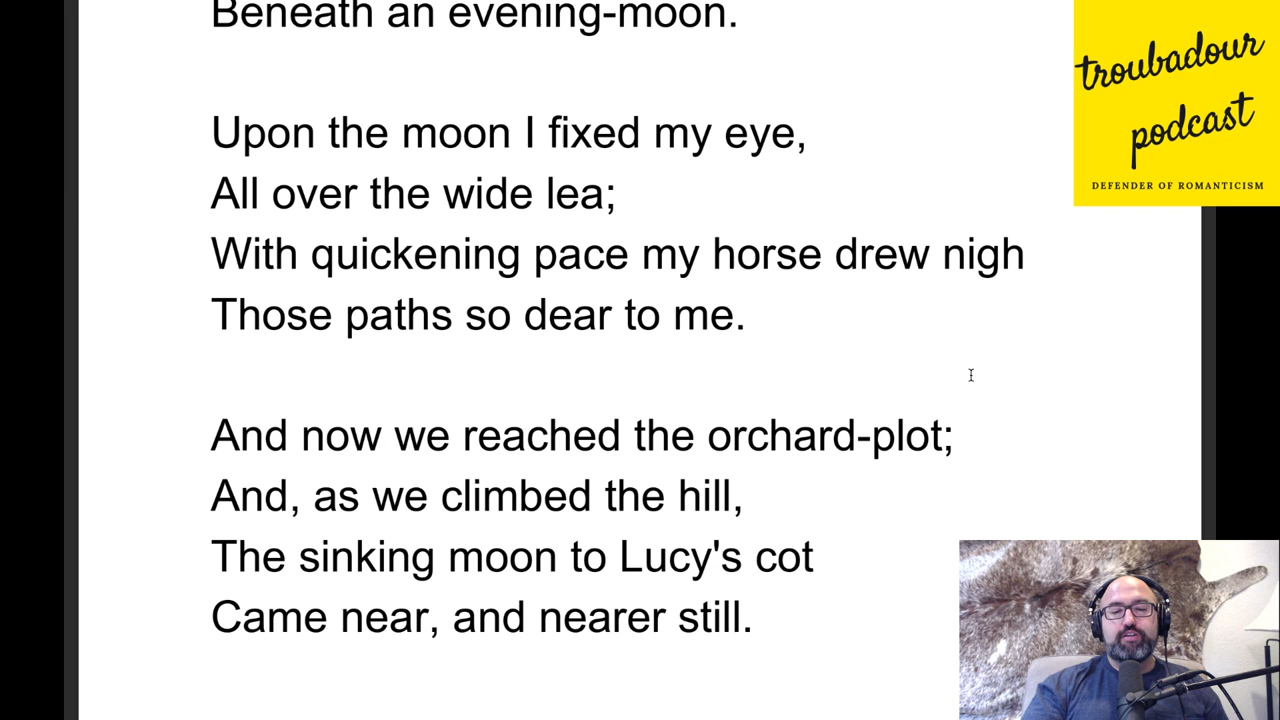 Beneath an evening-moon.
Upon the moon I fixed my eye,
All over the wide lea;
With quickening pace my horse drew nigh
Those paths so dear to me.
And now we reached the orchard-plot;
And, as we climbed the hill,
The sinking moon to Lucy's cot
Came near, and nearer still.
troubadour
podcast
DEFENDER OF ROMANTICISM